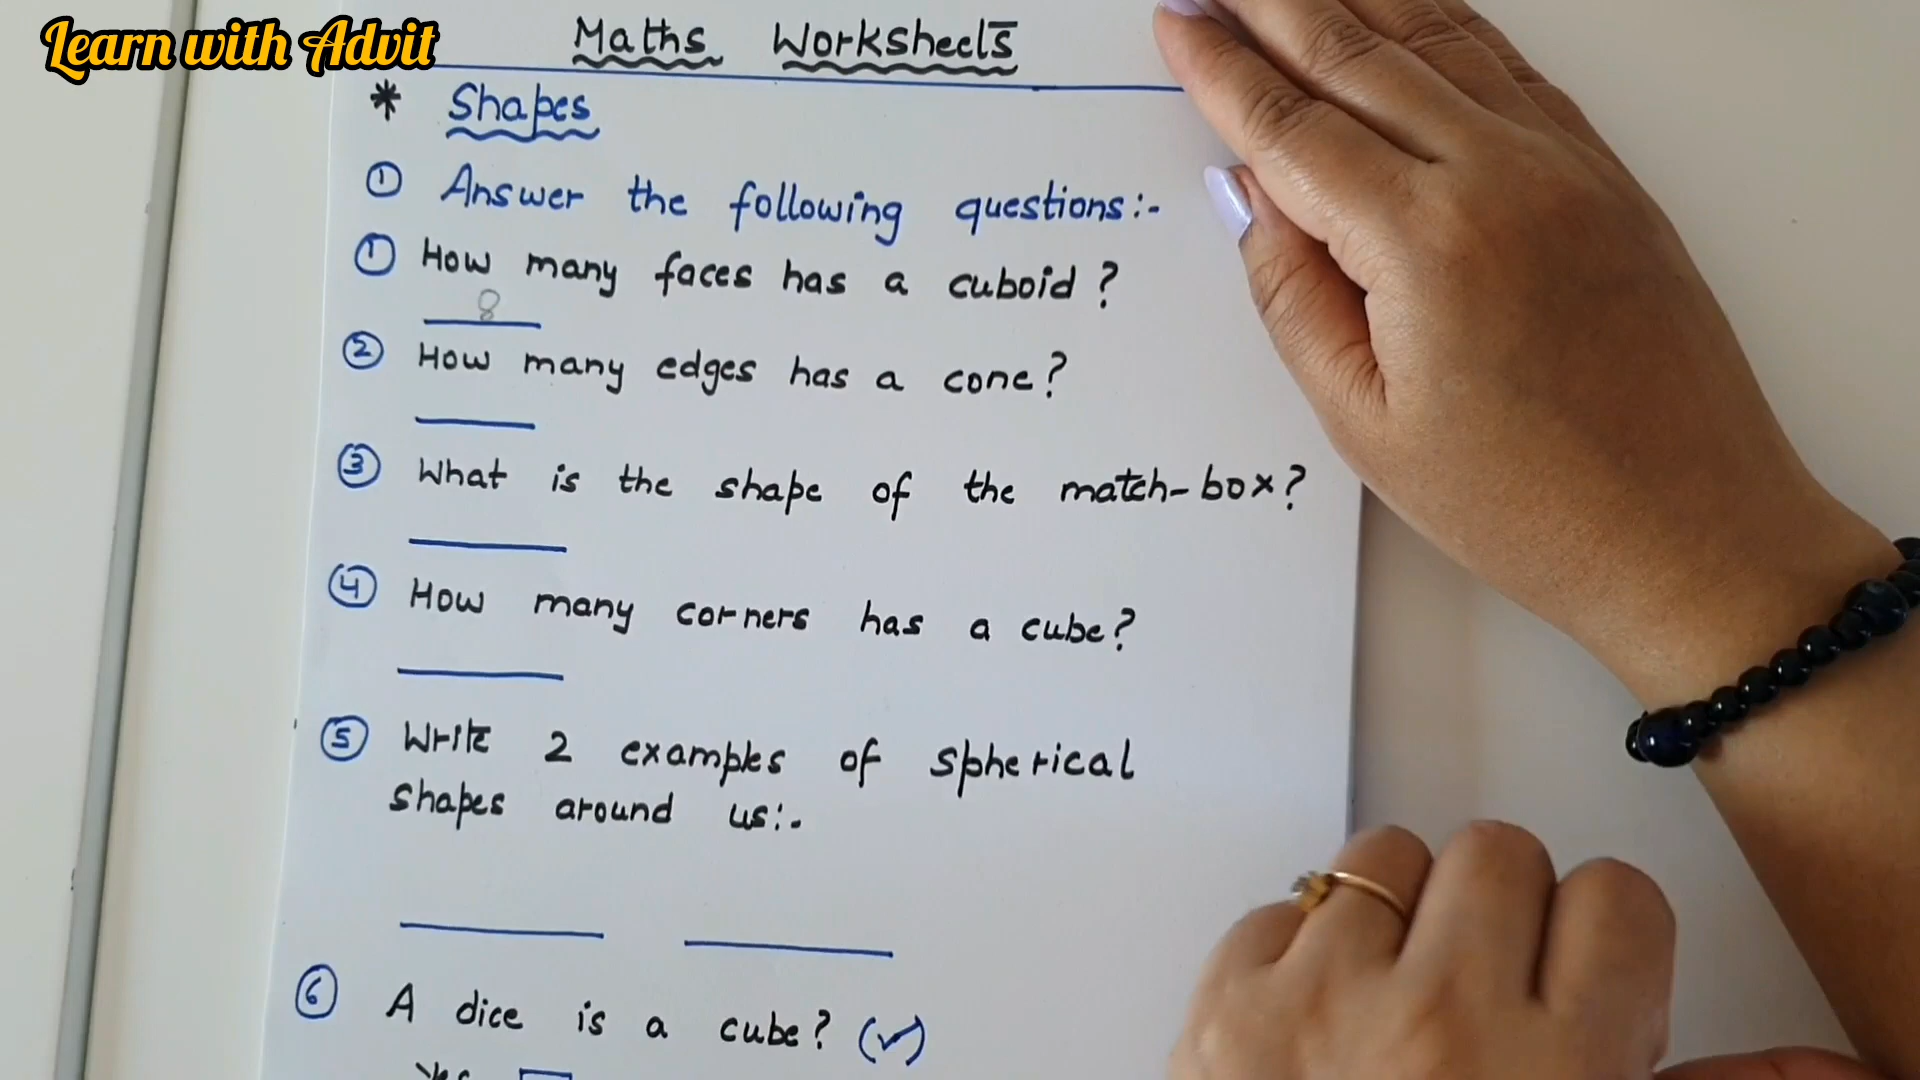 Learn with Advit
Maths Worksheets
* Shapes
① Answer the following questions:-
① How many faces has a cuboid?
8
② How many edges has a cone?
③ What is the shape of the match-box?
④ How many corners has a cube?
⑤ Write 2 examples of spherical
shapes around us:-
⑥ A dice is a cube? (✓)